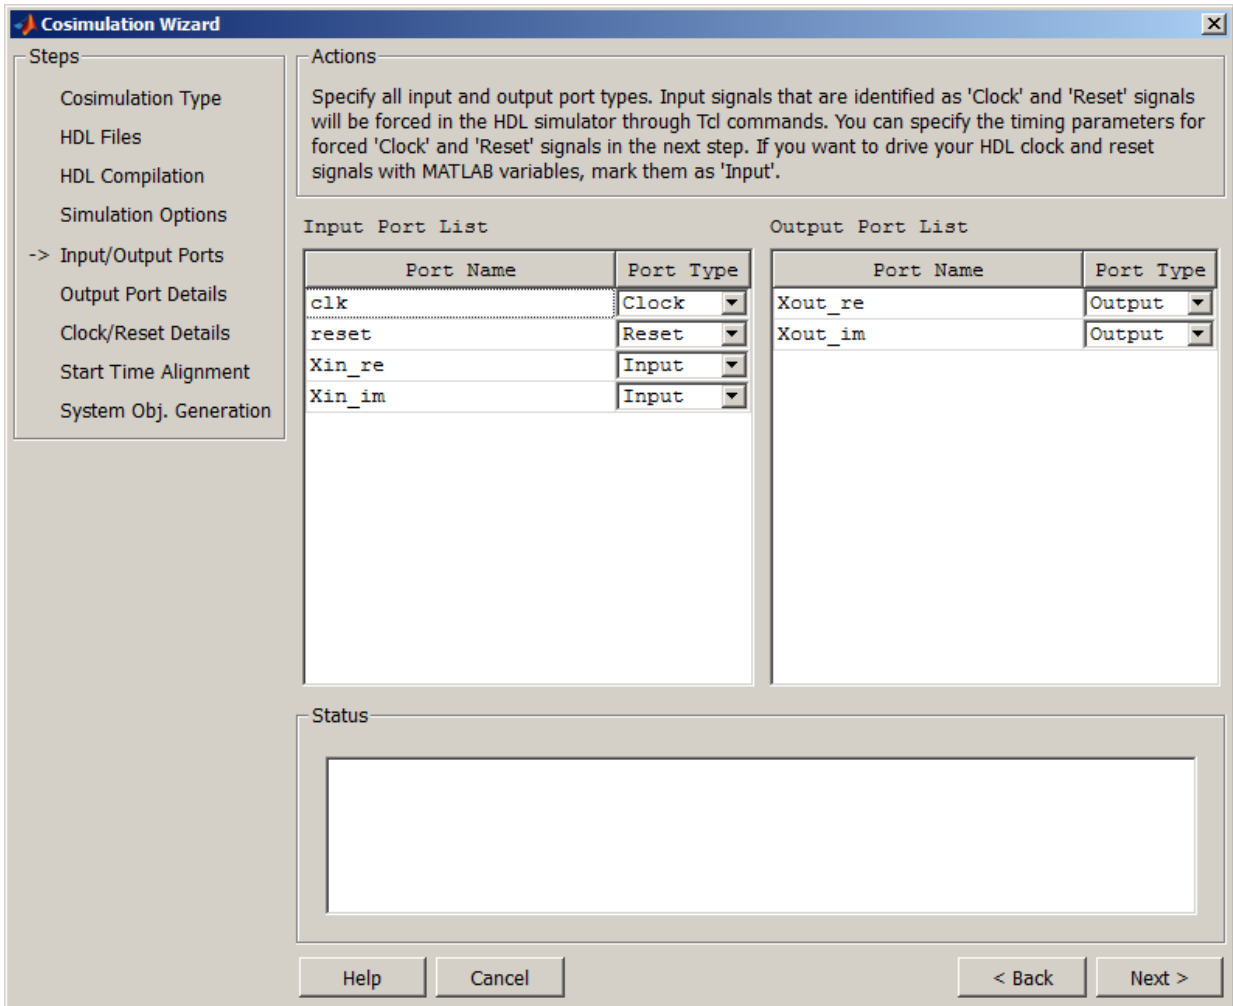 Cosimulation Wizard
Steps
Cosimulation Type
HDL Files
HDL Compilation
Simulation Options
-> Input/Output Ports
Output Port Details
Clock/Reset Details
Start Time Alignment
System Obj. Generation
Actions
Specify all input and output port types. Input signals that are identified as 'Clock' and 'Reset' signals
will be forced in the HDL simulator through Tcl commands. You can specify the timing parameters for
forced 'Clock' and 'Reset' signals in the next step. If you want to drive your HDL clock and reset
signals with MATLAB variables, mark them as 'Input'.
Input Port List
Port Name Port Type
clk Clock
reset Reset
Xin_re Input
Xin_im Input
Output Port List
Port Name Port Type
Xout_re Output
Xout_im Output
Status
Help Cancel < Back Next >